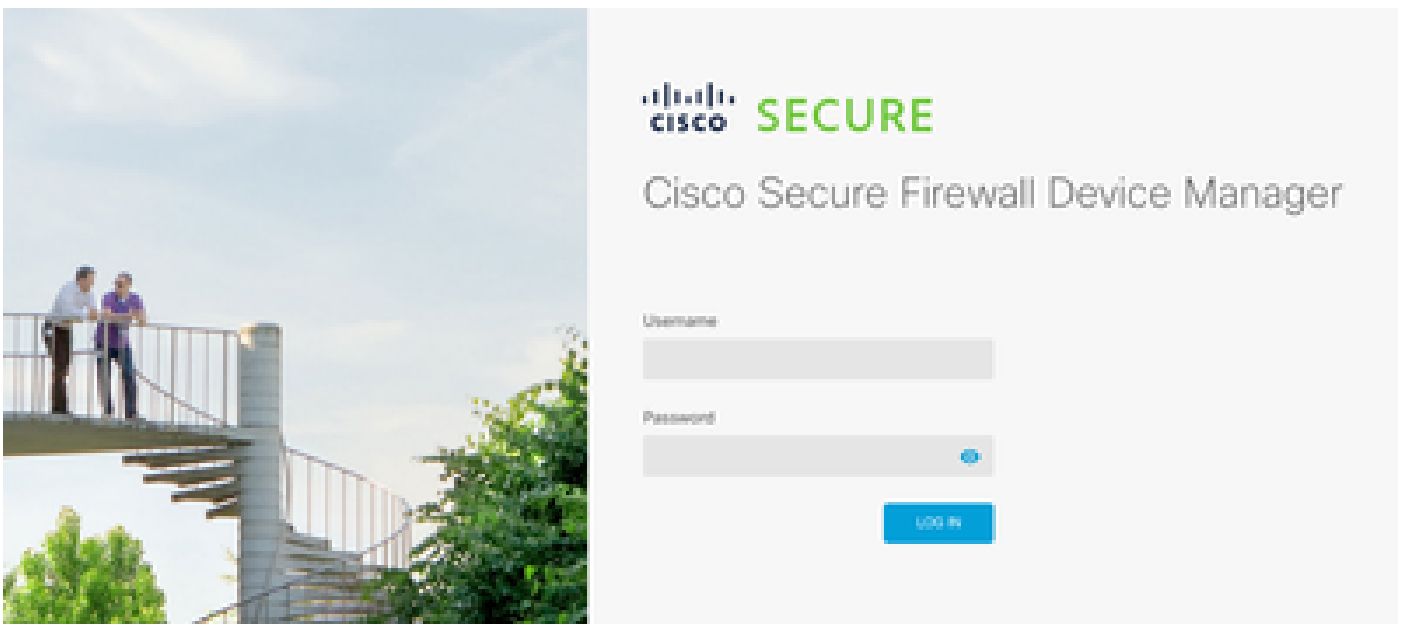 cisco SECURE
Cisco Secure Firewall Device Manager
Username
Password
LOG IN